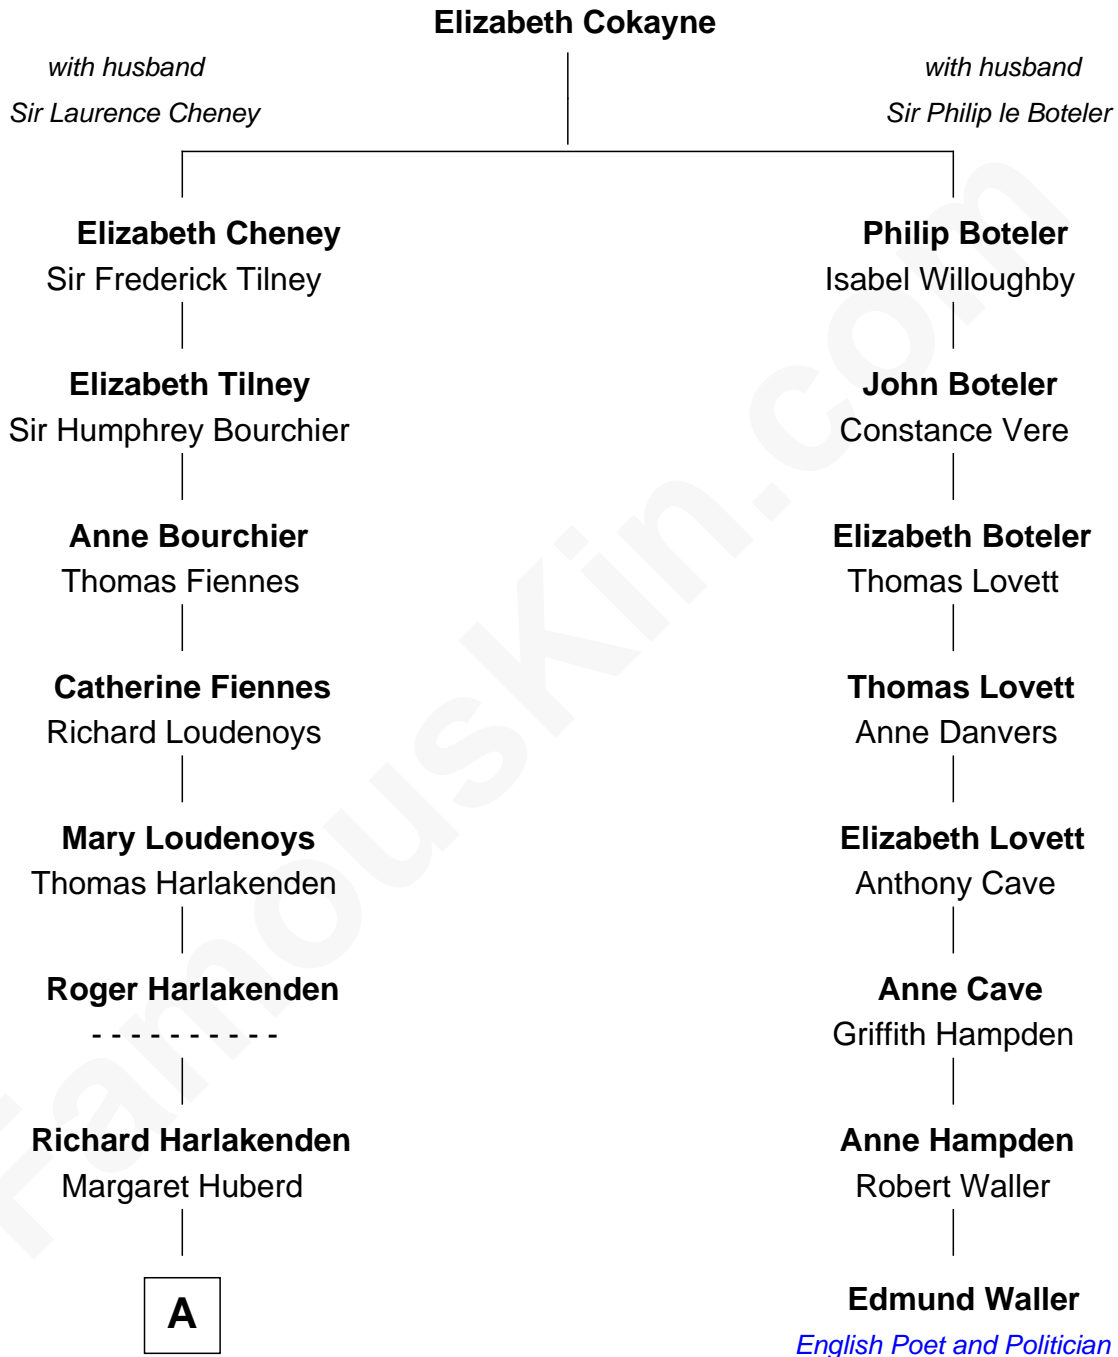 Elizabeth Cokayne
with husband
Sir Laurence Cheney
with husband
Sir Philip le Boteler
Elizabeth Cheney
Sir Frederick Tilney
Philip Boteler
Isabel Willoughby
Elizabeth Tilney
Sir Humphrey Bourchier
John Boteler
Constance Vere
Anne Bourchier
Thomas Fiennes
Elizabeth Boteler
Thomas Lovett
Catherine Fiennes
Richard Loudenoys
Thomas Lovett
Anne Danvers
Mary Loudenoys
Thomas Harlakenden
Elizabeth Lovett
Anthony Cave
Roger Harlakenden
- - - - - - - - - -
Anne Cave
Griffith Hampden
Richard Harlakenden
Margaret Huberd
Anne Hampden
Robert Waller
A
Edmund Waller
English Poet and Politician
FamousKin.com